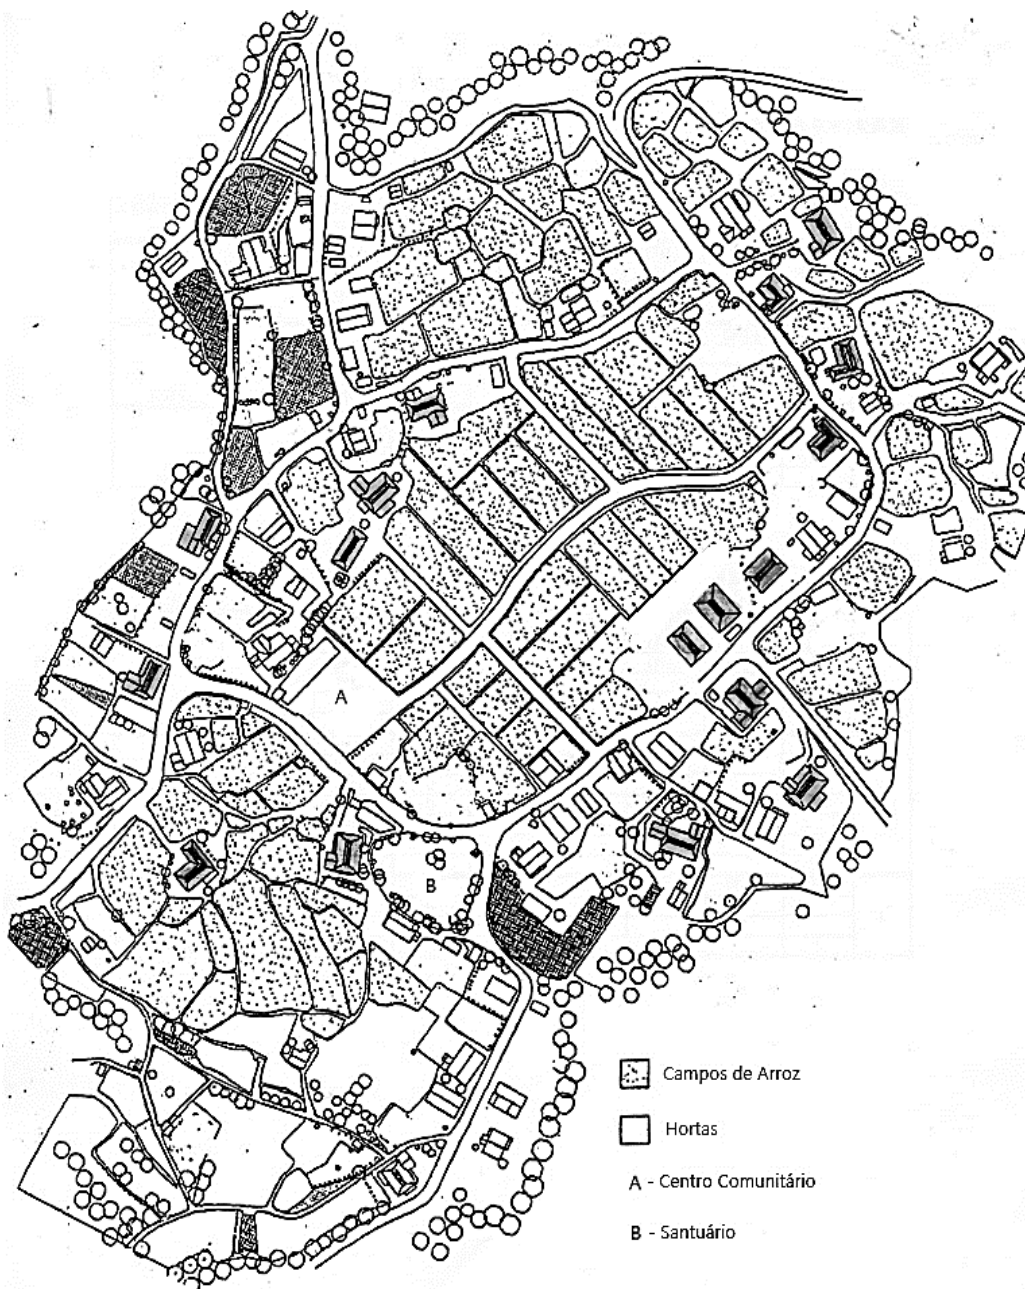 A
B
Campos de Arroz
Hortas
A - Centro Comunitário
B - Santuário